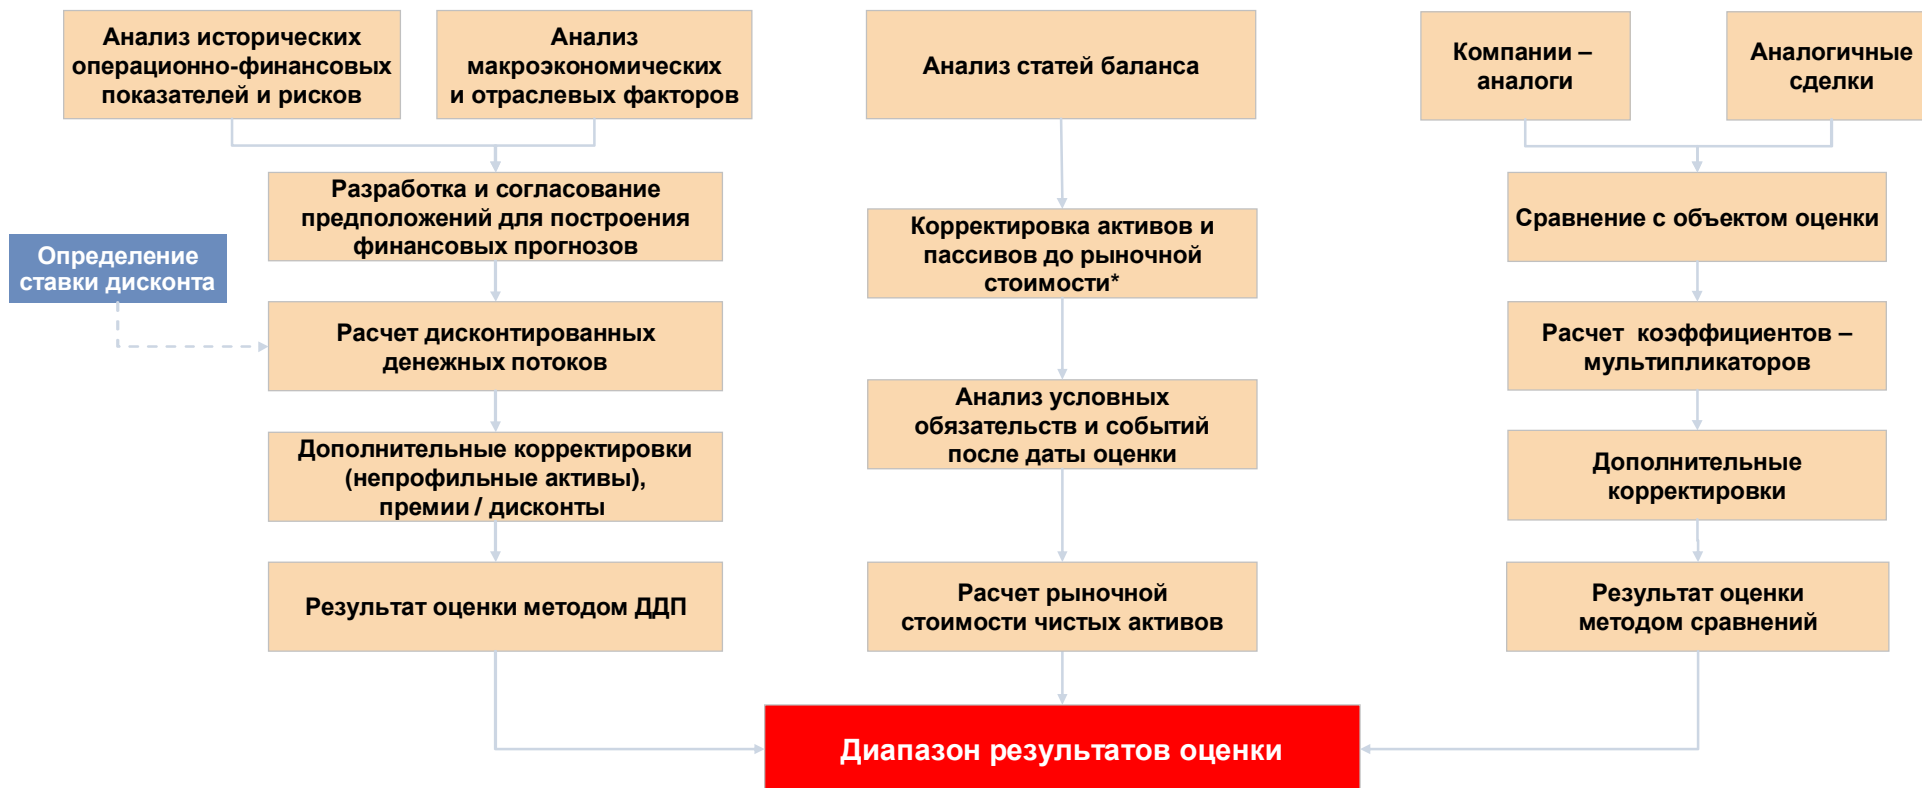 Анализ исторических
операционно-финансовых
показателей и рисков
Анализ
макроэкономических
и отраслевых факторов
Анализ статей баланса
Компании –
аналоги
Аналогичные
сделки
Разработка и согласование
предположений для построения
финансовых прогнозов
Корректировка активов и
пассивов до рыночной
стоимости*
Сравнение с объектом оценки
Определение
ставки дисконта
Расчет дисконтированных
денежных потоков
Расчет коэффициентов –
мультипликаторов
Анализ условных
обязательств и событий
после даты оценки
Дополнительные корректировки
(непрофильные активы),
премии / дисконты
Дополнительные
корректировки
Результат оценки методом ДДП
Расчет рыночной
стоимости чистых активов
Результат оценки
методом сравнений
Диапазон результатов оценки